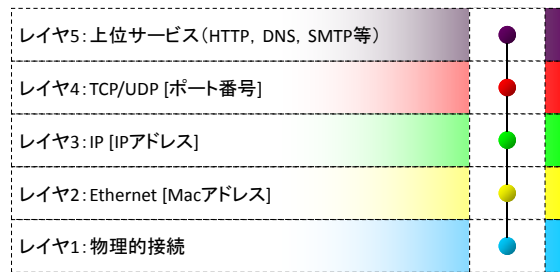 レイヤ5:上位サービス(HTTP, DNS, SMTP等)
レイヤ4:TCP/UDP [ポート番号]
レイヤ3:IP [IPアドレス]
レイヤ2:Ethernet [Macアドレス]
レイヤ1:物理的接続